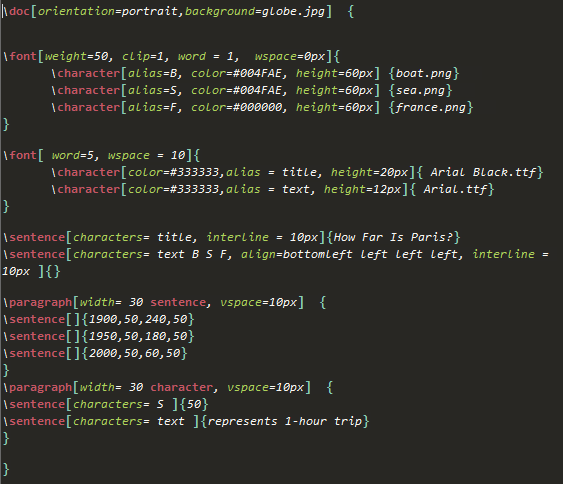 \doc[orientation=portrait,background=globe.jpg]  {
\font[weight=50, clip=1, word = 1,  wspace=0px]{
\character[alias=B, color=#004FAE, height=60px] {boat.png}
\character[alias=S, color=#004FAE, height=60px] {sea.png}
\character[alias=F, color=#000000, height=60px] {france.png}
}
\font[ word=5, wspace = 10]{
\character[color=#333333,alias = title, height=20px]{ Arial Black.ttf}
\character[color=#333333,alias = text, height=12px]{ Arial.ttf}
}
\sentence[characters= title, interline = 10px]{How Far Is Paris?}
\sentence[characters= text B S F, align=bottomleft left left left, interline =
10px ]{}
\paragraph[width= 30 sentence, vspace=10px]  {
\sentence[]{1900,50,240,50}
\sentence[]{1950,50,180,50}
\sentence[]{2000,50,60,50}
}
\paragraph[width= 30 character, vspace=10px]  {
\sentence[characters= S ]{50}
\sentence[characters= text ]{represents 1-hour trip}
}
}